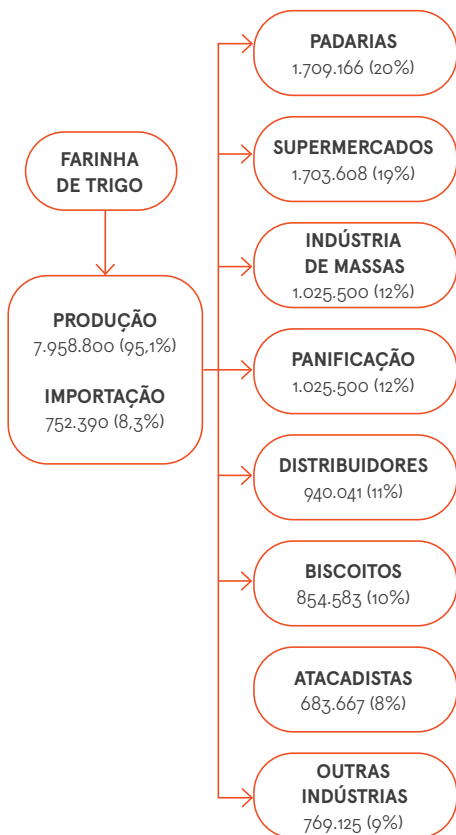 FARINHA
DE TRIGO
PRODUÇÃO
7.958.800 (95,1%)
IMPORTAÇÃO
752.390 (8,3%)
PADARIAS
1.709.166 (20%)
SUPERMERCADOS
1.703.608 (19%)
INDÚSTRIA
DE MASSAS
1.025.500 (12%)
PANIFICAÇÃO
1.025.500 (12%)
DISTRIBUIDORES
940.041 (11%)
BISCOITOS
854.583 (10%)
ATACADISTAS
683.667 (8%)
OUTRAS
INDÚSTRIAS
769.125 (9%)